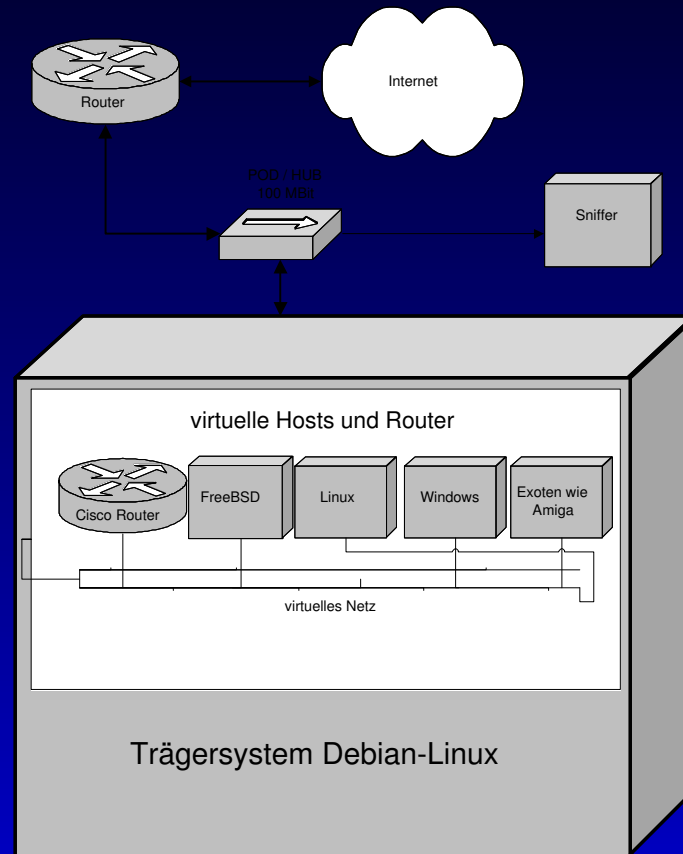 Internet
Router
POD / HUB
100 MBit
Sniffer
virtuelle Hosts und Router
Cisco Router
FreeBSD
Linux
Windows
Exoten wie
Amiga
virtuelles Netz
Trägersystem Debian-Linux